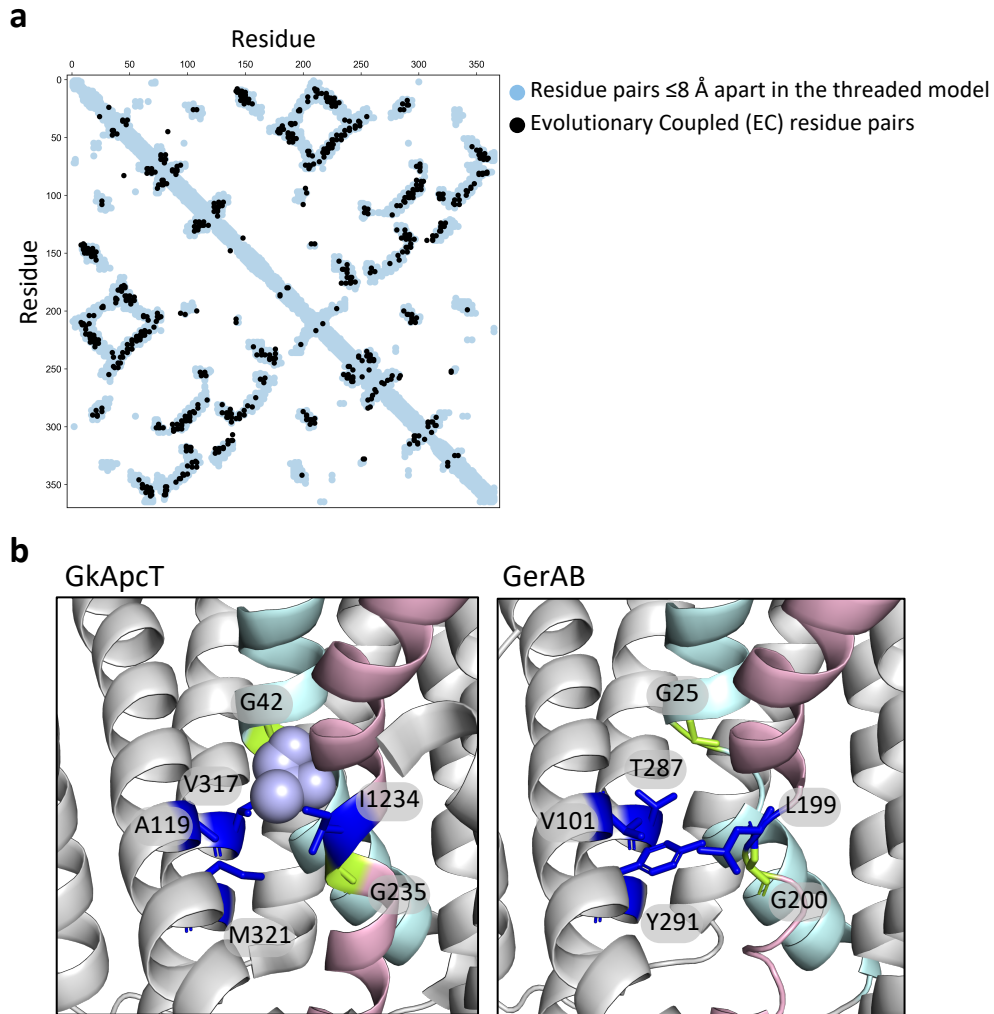 a
Residue
0 50 100 150 200 250 300 350
0
50
100
150
200
250
300
350
Residue
Residue pairs ≤8 Å apart in the threaded model
Evolutionary Coupled (EC) residue pairs
b
GkApcT
G42
V317
I1234
A119
G235
M321
GerAB
G25
T287
L199
V101
G200
Y291